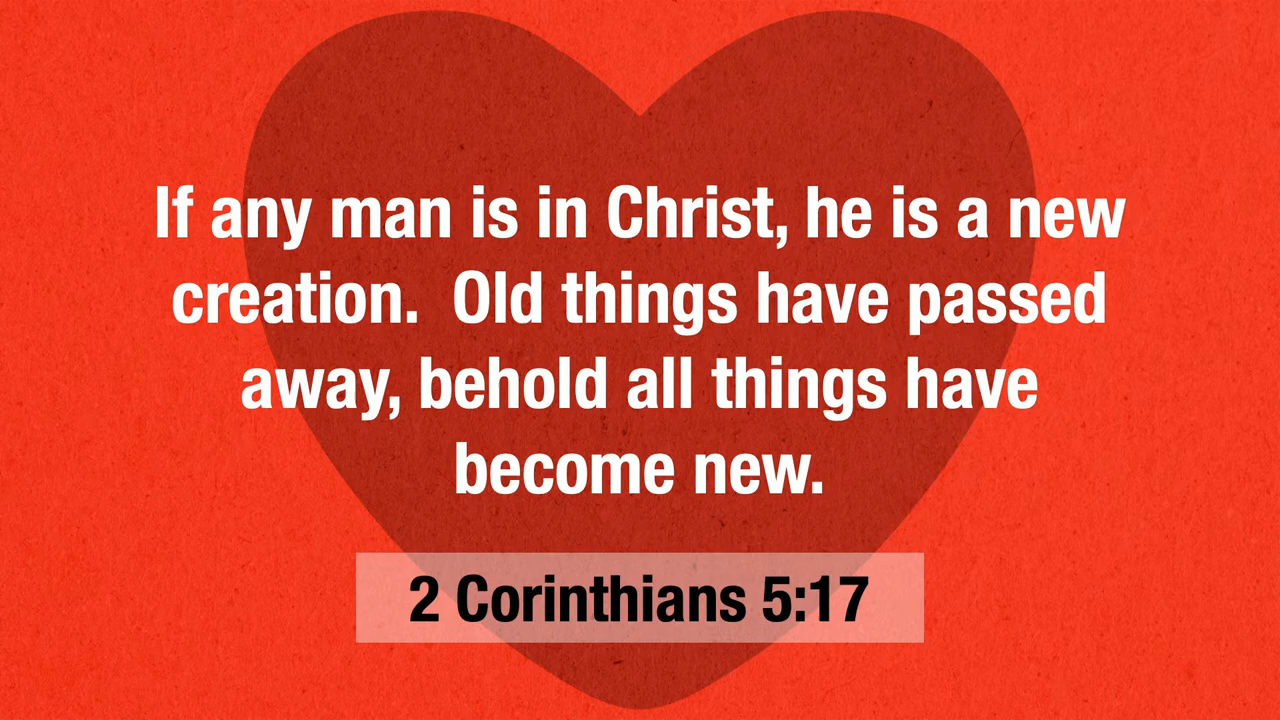 If any man is in Christ, he is a new
creation.  Old things have passed
away, behold all things have
become new.
2 Corinthians 5:17